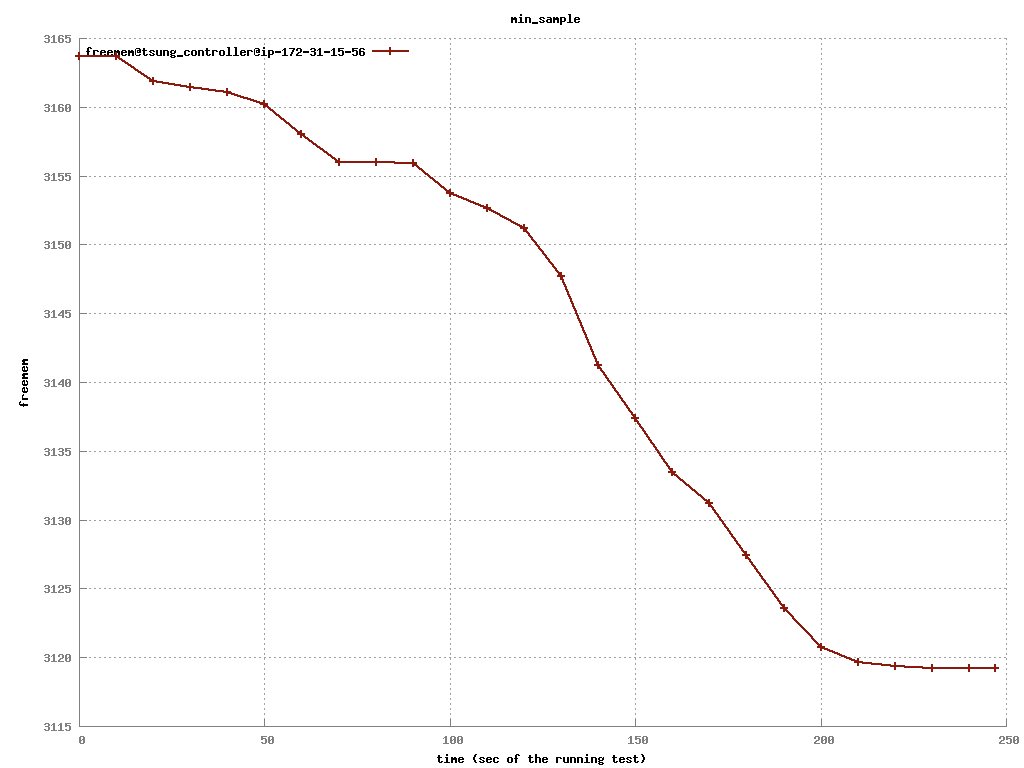 min_sample
3165
freemem@tsung_controller@ip-172-31-15-56
3160
3155
3150
3145
3140
3135
3130
3125
3120
3115
freemem
0 50 100 150 200 250
time (sec of the running test)